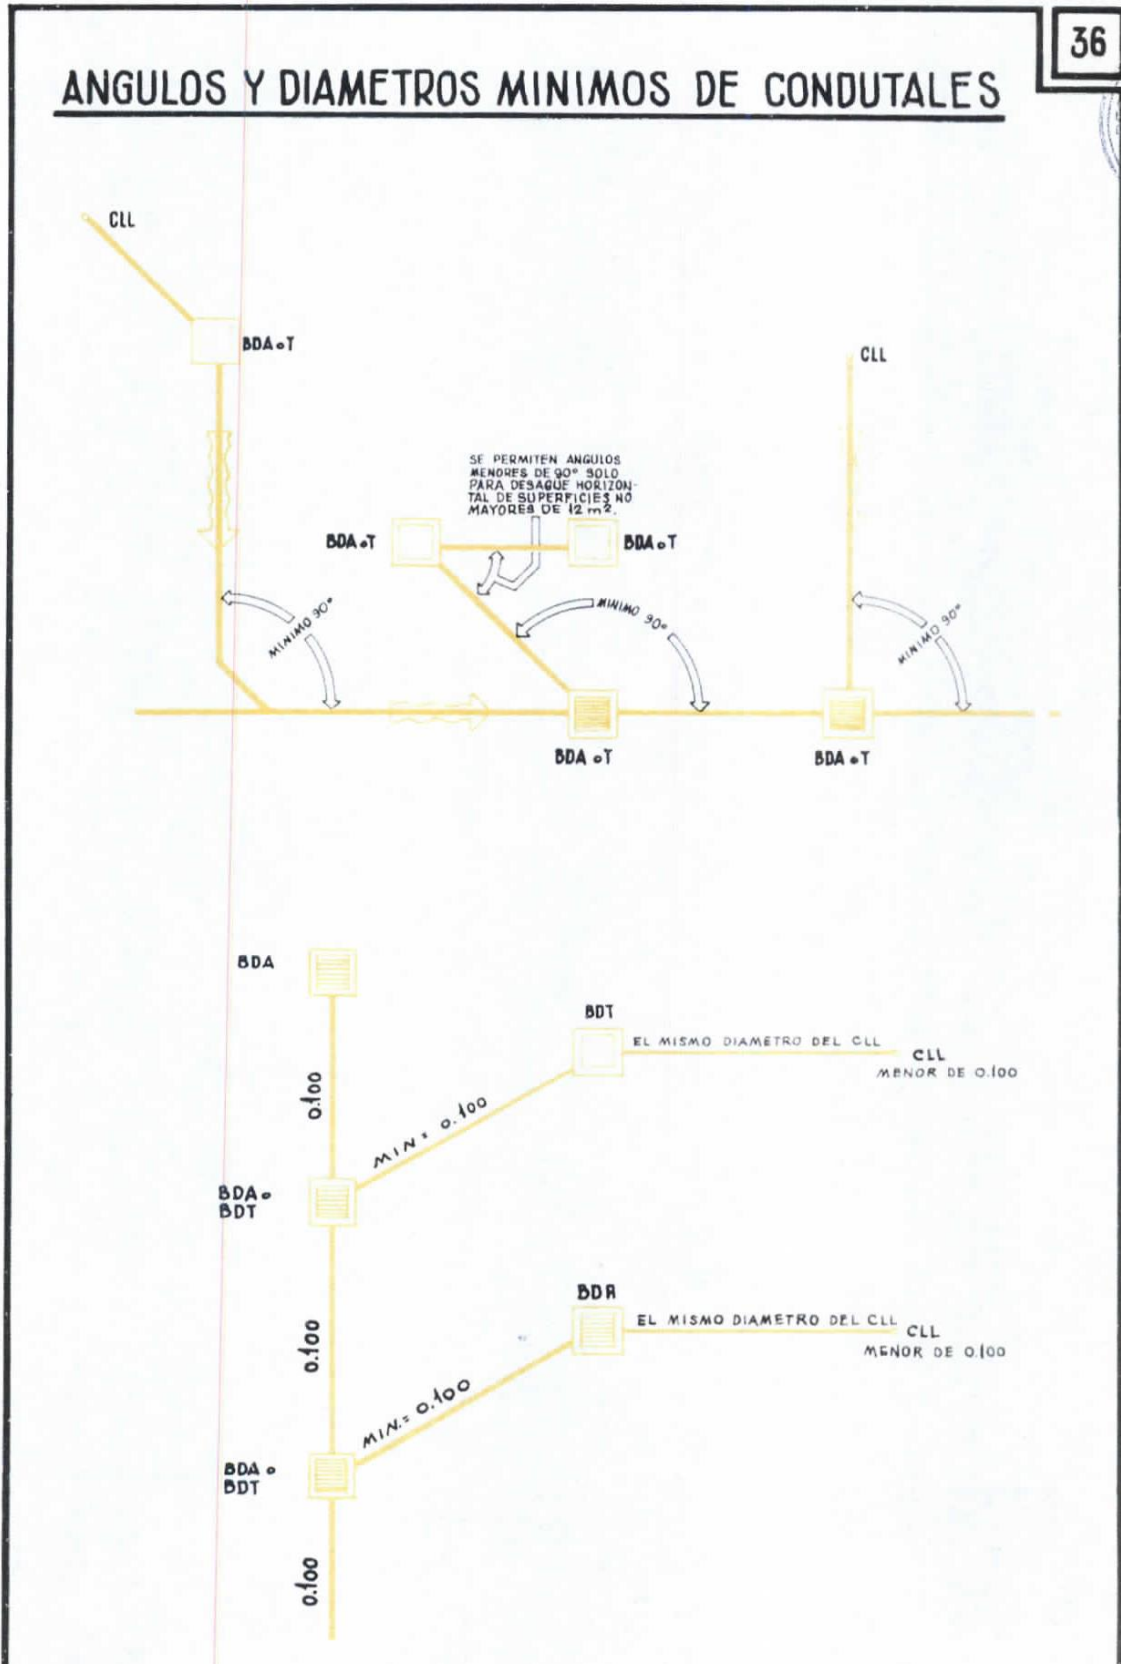 36
ANGULOS Y DIAMETROS MINIMOS DE CONDUTALES
CLL
BDA o T
CLL
SE PERMITEN ANGULOS
MENORES DE 90° SOLO
PARA DESAGUE HORIZON-
TAL DE SUPERFICIES NO
MAYORES DE 12 m².
BDA o T
BDA o T
MINIMO 90°
MINIMO 90°
MINIMO 90°
BDA o T
BDA o T
BDA
BDT
EL MISMO DIAMETRO DEL CLL
CLL
MENOR DE 0.100
0.100
MIN = 0.100
BDA o
BDT
BDA
EL MISMO DIAMETRO DEL CLL
CLL
MENOR DE 0.100
0.100
MIN.= 0.100
BDA o
BDT
0.100